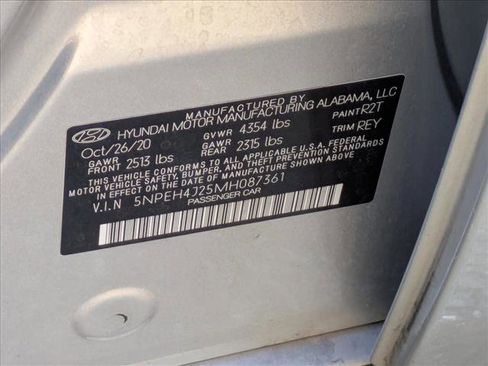 MANUFACTURED BY
HYUNDAI MOTOR MANUFACTURING ALABAMA, LLC
Oct/26/20 GVWR 4354 lbs PAINT R2T
GAWR FRONT 2513 lbs GAWR REAR 2315 lbs TRIM REY
THIS VEHICLE CONFORMS TO ALL APPLICABLE U.S. FEDERAL
MOTOR VEHICLE SAFETY, BUMPER, AND THEFT PREVENTION STANDARDS
IN EFFECT ON THE DATE OF MANUFACTURE SHOWN ABOVE.
V.I.N 5NPEH4J25MH087361
PASSENGER CAR